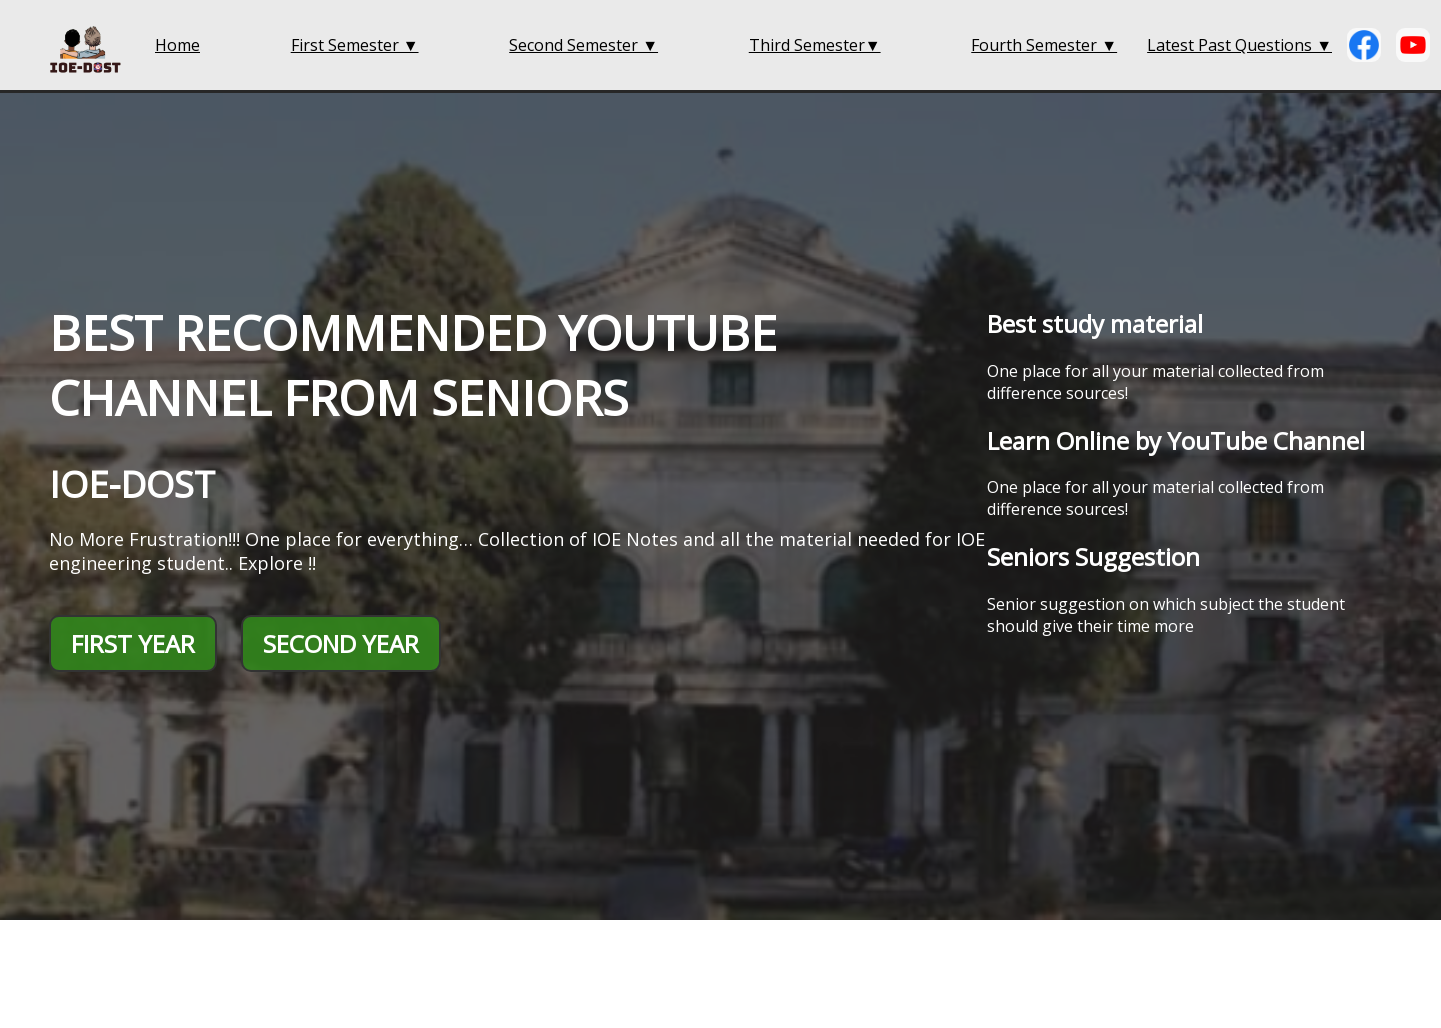 IOE-DOST
Home
First Semester ▼
Second Semester ▼
Third Semester▼
Fourth Semester ▼
Latest Past Questions ▼
BEST RECOMMENDED YOUTUBE
CHANNEL FROM SENIORS
IOE-DOST
No More Frustration!!! One place for everything... Collection of IOE Notes and all the material needed for IOE
engineering student.. Explore !!
FIRST YEAR
SECOND YEAR
Best study material
One place for all your material collected from
difference sources!
Learn Online by YouTube Channel
One place for all your material collected from
difference sources!
Seniors Suggestion
Senior suggestion on which subject the student
should give their time more